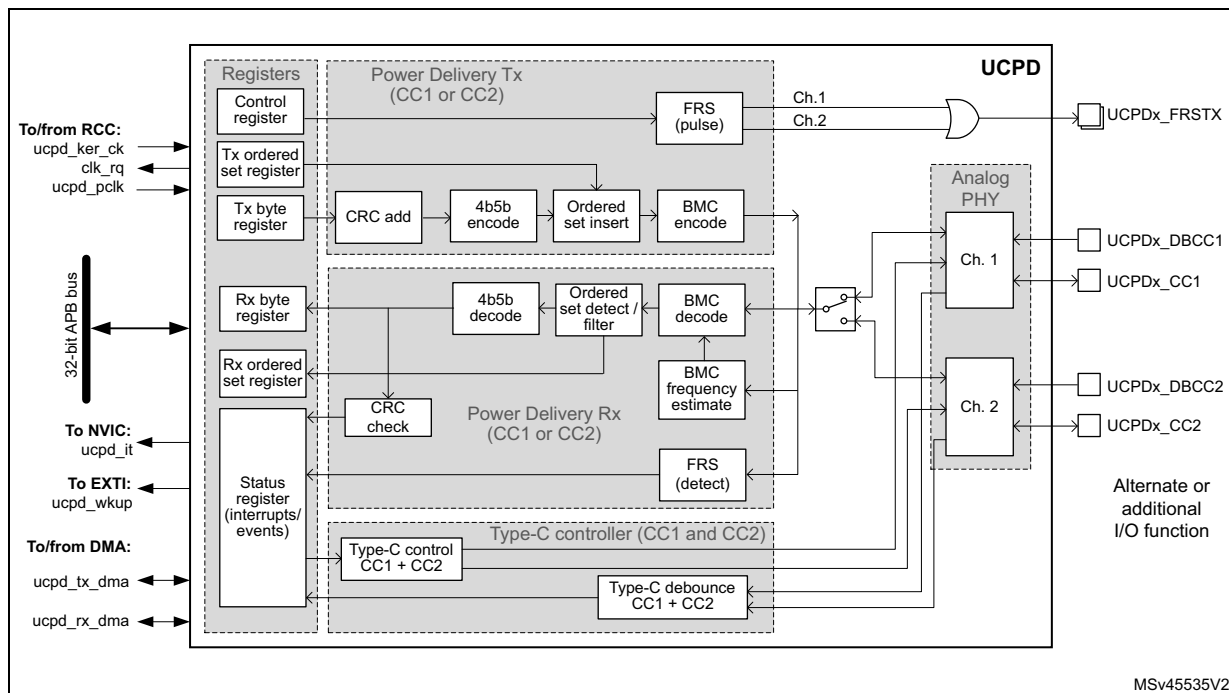 UCPD
Registers
Power Delivery Tx
(CC1 or CC2)
Control
register
FRS
(pulse)
Ch.1
Ch.2
UCPDx_FRSTX
To/from RCC:
ucpd_ker_ck
clk_rq
ucpd_pclk
Tx ordered
set register
Tx byte
register
CRC add
4b5b
encode
Ordered
set insert
BMC
encode
Analog
PHY
Ch. 1
UCPDx_DBCC1
UCPDx_CC1
32-bit APB bus
Rx byte
register
4b5b
decode
Ordered
set detect /
filter
BMC
decode
Rx ordered
set register
BMC
frequency
estimate
CRC
check
Power Delivery Rx
(CC1 or CC2)
Ch. 2
UCPDx_DBCC2
UCPDx_CC2
To NVIC:
ucpd_it
To EXTI:
ucpd_wkup
Status
register
(interrupts/
events)
FRS
(detect)
Alternate or
additional
I/O function
To/from DMA:
ucpd_tx_dma
ucpd_rx_dma
Type-C controller (CC1 and CC2)
Type-C control
CC1 + CC2
Type-C debounce
CC1 + CC2
MSv45535V2